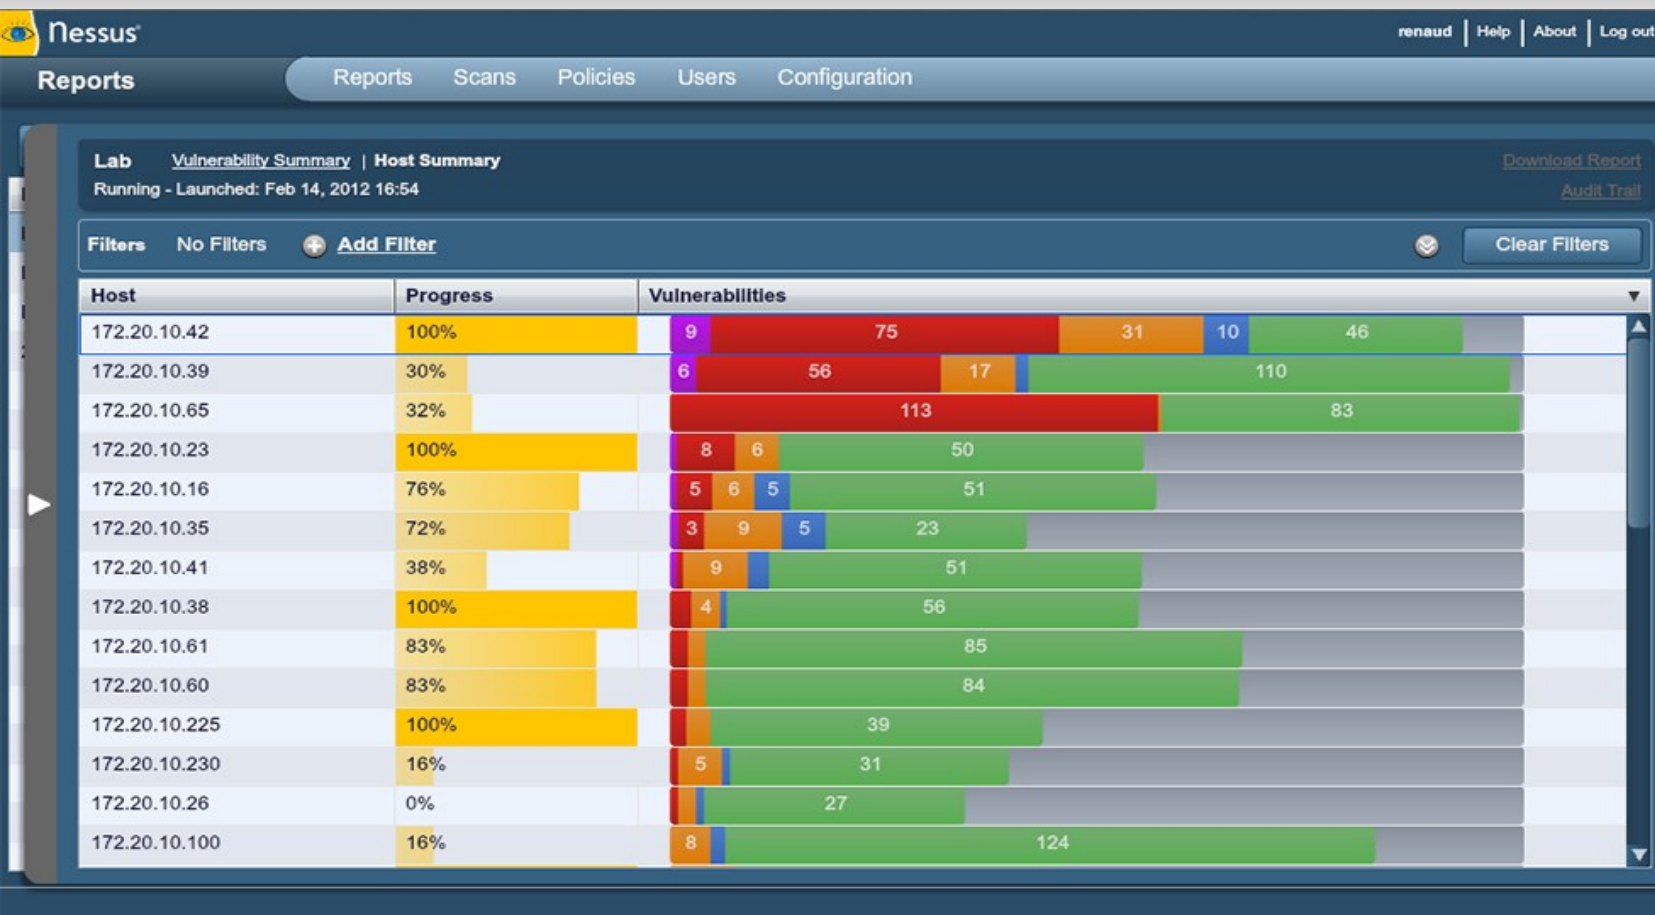 Nessus
renaud | Help | About | Log out
Reports
Reports Scans Policies Users Configuration
Lab Vulnerability Summary | Host Summary
Download Report
Running - Launched: Feb 14, 2012 16:54
Audit Trail
Filters No Filters Add Filter Clear Filters
Host Progress Vulnerabilities
172.20.10.42 100% 9 75 31 10 46
172.20.10.39 30% 6 56 17 110
172.20.10.65 32% 113 83
172.20.10.23 100% 8 6 50
172.20.10.16 76% 5 6 5 51
172.20.10.35 72% 3 9 5 23
172.20.10.41 38% 9 51
172.20.10.38 100% 4 56
172.20.10.61 83% 85
172.20.10.60 83% 84
172.20.10.225 100% 39
172.20.10.230 16% 5 31
172.20.10.26 0% 27
172.20.10.100 16% 8 124